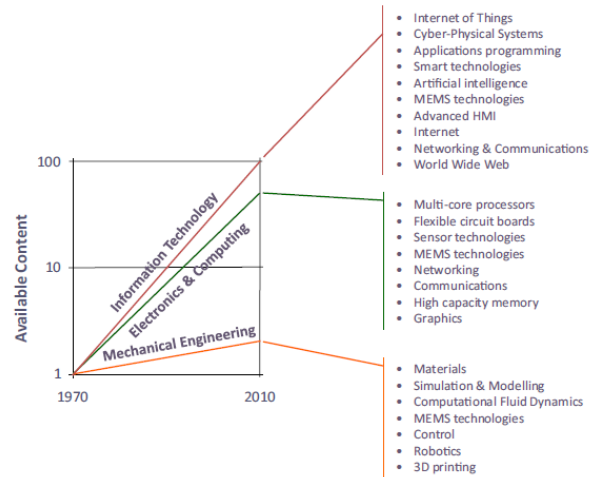 Internet of Things
Cyber-Physical Systems
Applications programming
Smart technologies
Artificial intelligence
MEMS technologies
Advanced HMI
Internet
Networking & Communications
World Wide Web
100
10
1
1970
2010
Available Content
Information Technology
Electronics & Computing
Mechanical Engineering
Multi-core processors
Flexible circuit boards
Sensor technologies
MEMS technologies
Networking
Communications
High capacity memory
Graphics
Materials
Simulation & Modelling
Computational Fluid Dynamics
MEMS technologies
Control
Robotics
3D printing